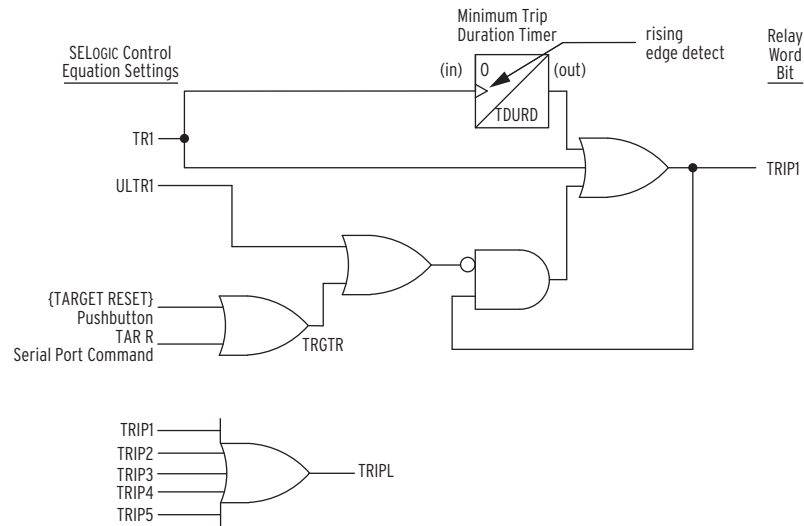 SELOGIC Control
Equation Settings
Minimum Trip
Duration Timer
rising
edge detect
Relay
Word
Bit
(in)
0
(out)
TDURD
TR1
ULTR1
TRIP1
{TARGET RESET}
Pushbutton
TAR R
Serial Port Command
TRGTR
TRIP1
TRIP2
TRIP3
TRIP4
TRIP5
TRIPL